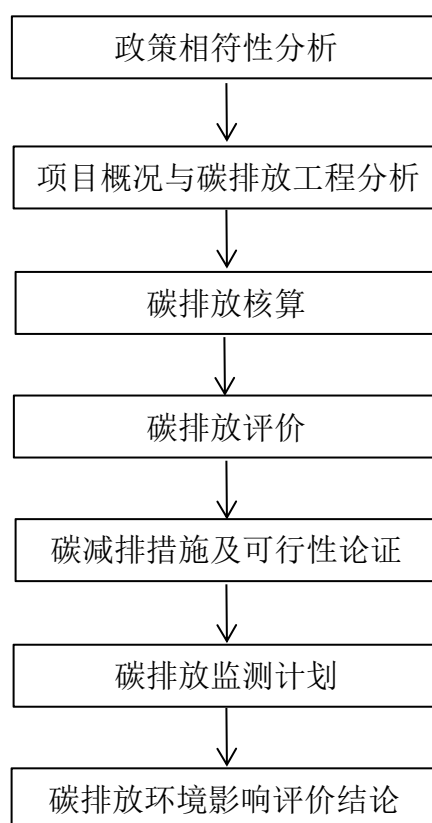 政策相符性分析
项目概况与碳排放工程分析
碳排放核算
碳排放评价
碳减排措施及可行性论证
碳排放监测计划
碳排放环境影响评价结论